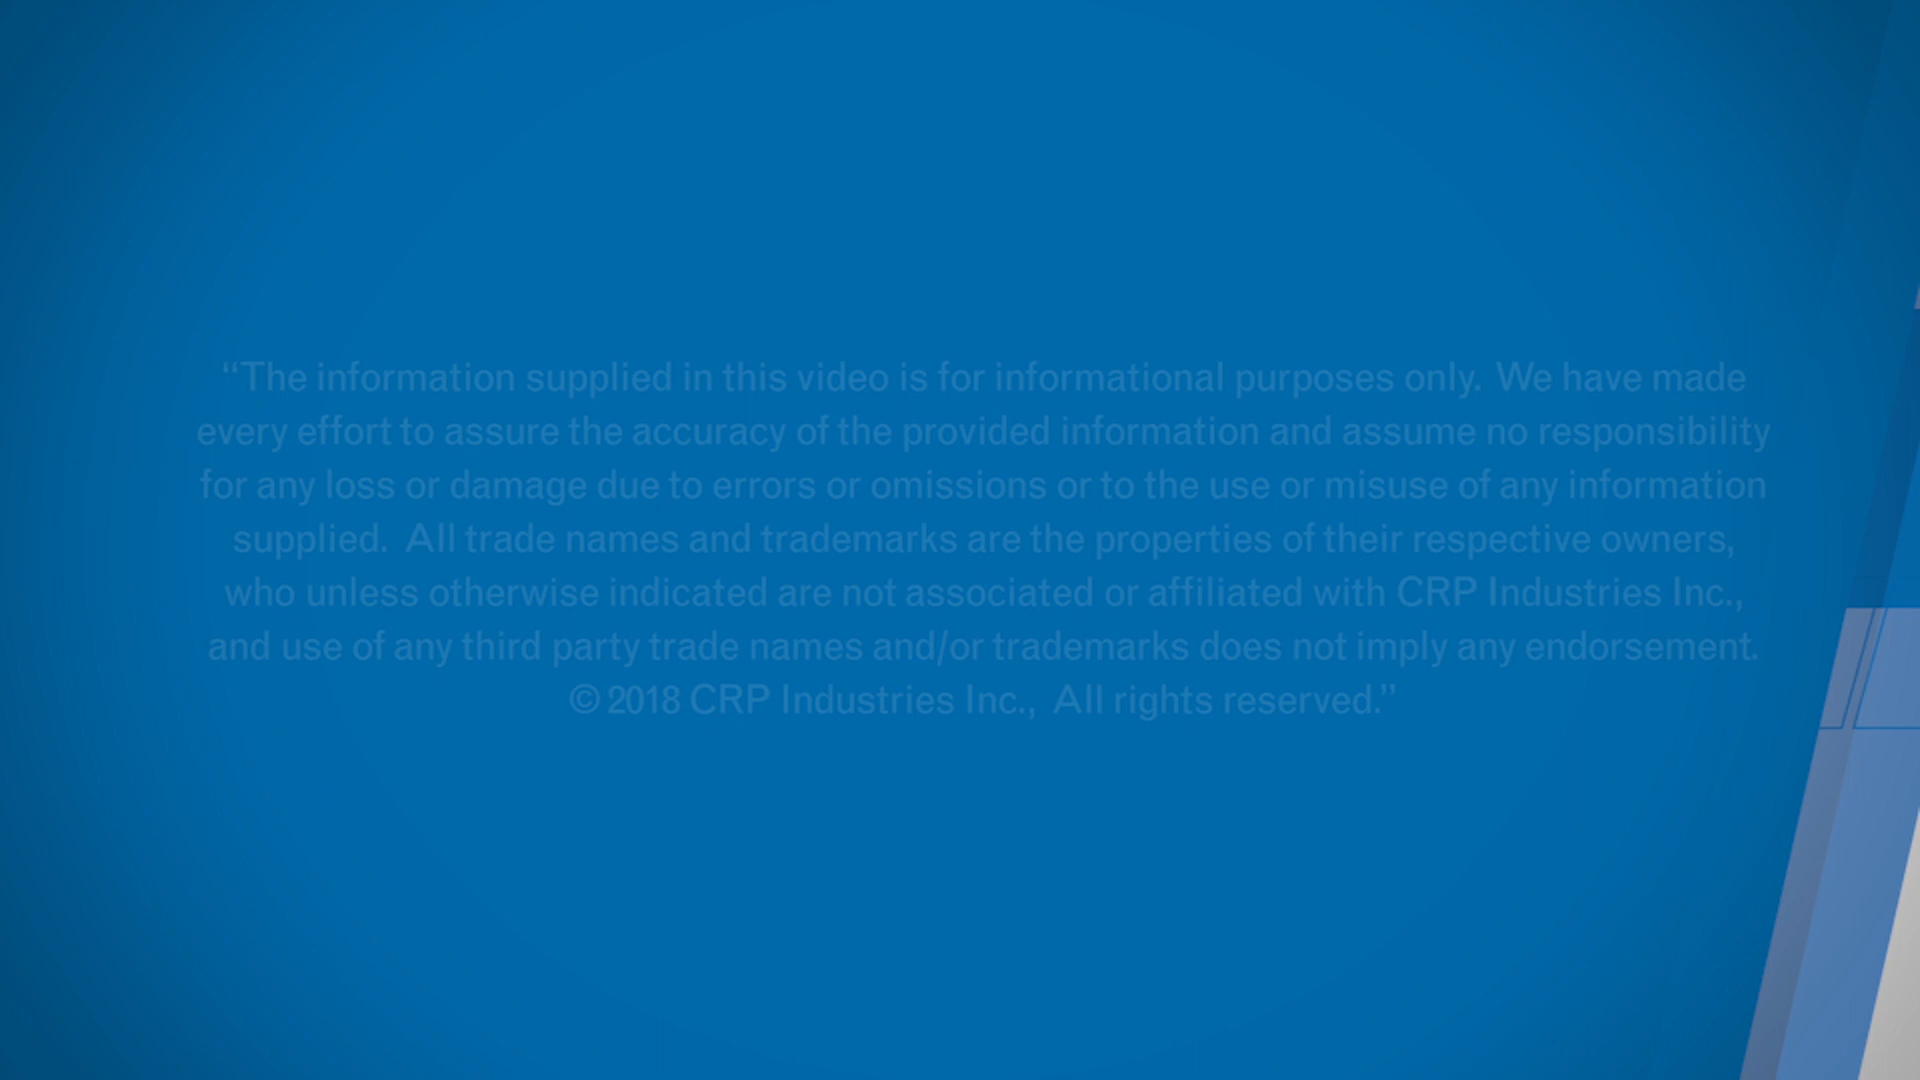 “The information supplied in this video is for informational purposes only.  We have made
every effort to assure the accuracy of the provided information and assume no responsibility
for any loss or damage due to errors or omissions or to the use or misuse of any information
supplied.  All trade names and trademarks are the properties of their respective owners,
who unless otherwise indicated are not associated or affiliated with CRP Industries Inc.,
and use of any third party trade names and/or trademarks does not imply any endorsement.
© 2018 CRP Industries Inc.,  All rights reserved.”